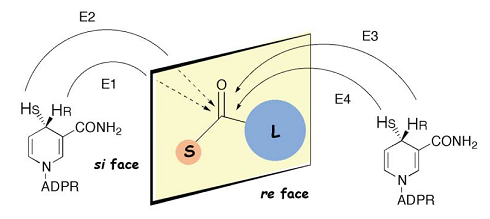 E2
E1
E3
E4
O
S
L
HS HR
CONH2
N
ADPR
si face
re face
HS HR
CONH2
N
ADPR